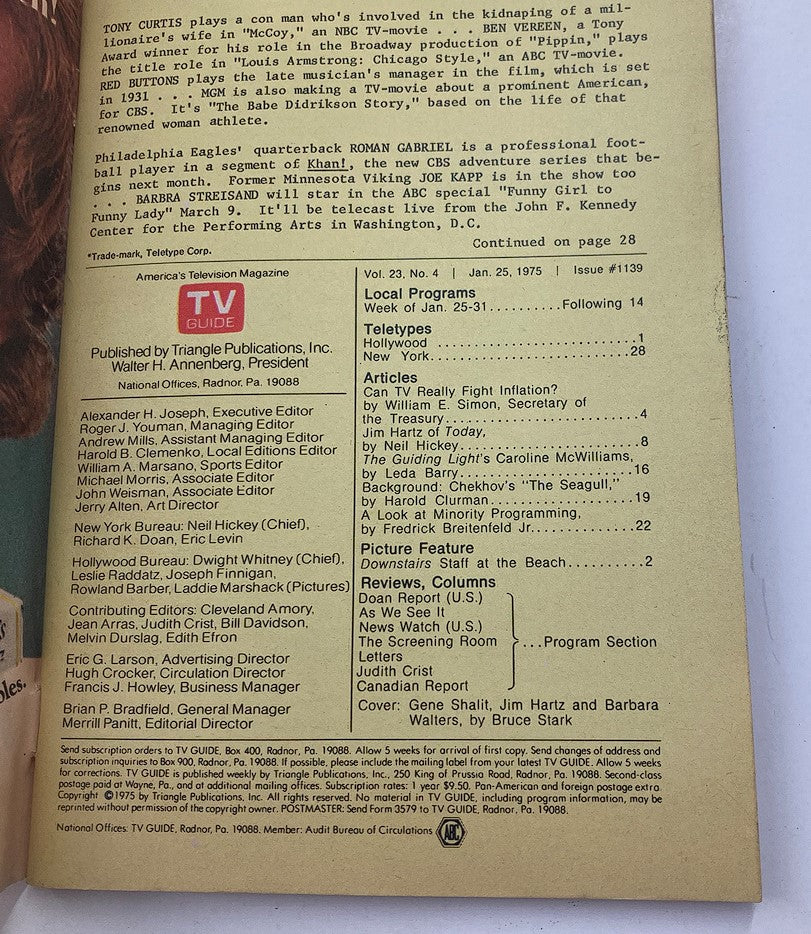 TONY CURTIS plays a con man who's involved in the kidnaping of a mil-
lionaire's wife in "McCoy," an NBC TV-movie . . . BEN VEREEN, a Tony
Award winner for his role in the Broadway production of "Pippin," plays
the title role in "Louis Armstrong: Chicago Style," an ABC TV-movie.
RED BUTTONS plays the late musician's manager in the film, which is set
in 1931 . . . MGM is also making a TV-movie about a prominent American,
for CBS. It's "The Babe Didrikson Story," based on the life of that
renowned woman athlete.
Philadelphia Eagles' quarterback ROMAN GABRIEL is a professional foot-
ball player in a segment of Khan!, the new CBS adventure series that be-
gins next month. Former Minnesota Viking JOE KAPP is in the show too
. . . BARBRA STREISAND will star in the ABC special "Funny Girl to
Funny Lady" March 9. It'll be telecast live from the John F. Kennedy
Center for the Performing Arts in Washington, D.C.
Continued on page 28
*Trade-mark, Teletype Corp.
America's Television Magazine
TV
GUIDE
Published by Triangle Publications, Inc.
Walter H. Annenberg, President
National Offices, Radnor, Pa. 19088
Alexander H. Joseph, Executive Editor
Roger J. Youman, Managing Editor
Andrew Mills, Assistant Managing Editor
Harold B. Clemenko, Local Editions Editor
William A. Marsano, Sports Editor
Michael Morris, Associate Editor
John Weisman, Associate Editor
Jerry Alten, Art Director
New York Bureau: Neil Hickey (Chief),
Richard K. Doan, Eric Levin
Hollywood Bureau: Dwight Whitney (Chief),
Leslie Raddatz, Joseph Finnigan,
Rowland Barber, Laddie Marshack (Pictures)
Contributing Editors: Cleveland Amory,
Jean Arras, Judith Crist, Bill Davidson,
Melvin Durslag, Edith Efron
Eric G. Larson, Advertising Director
Hugh Crocker, Circulation Director
Francis J. Howley, Business Manager
Brian P. Bradfield, General Manager
Merrill Panitt, Editorial Director
Vol. 23, No. 4 | Jan. 25, 1975 | Issue #1139
Local Programs
Week of Jan. 25-31..........Following 14
Teletypes
Hollywood ............................1
New York.............................28
Articles
Can TV Really Fight Inflation?
by William E. Simon, Secretary of
the Treasury...........................4
Jim Hartz of Today,
by Neil Hickey.........................8
The Guiding Light's Caroline McWilliams,
by Leda Barry........................16
Background: Chekhov's "The Seagull,"
by Harold Clurman....................19
A Look at Minority Programming,
by Fredrick Breitenfeld Jr..............22
Picture Feature
Downstairs Staff at the Beach..........2
Reviews, Columns
Doan Report (U.S.)
As We See It
News Watch (U.S.)
The Screening Room ...Program Section
Letters
Judith Crist
Canadian Report
Cover: Gene Shalit, Jim Hartz and Barbara
Walters, by Bruce Stark
Send subscription orders to TV GUIDE, Box 400, Radnor, Pa. 19088. Allow 5 weeks for arrival of first copy. Send changes of address and
subscription inquiries to Box 900, Radnor, Pa. 19088. If possible, please include the mailing label from your latest TV GUIDE. Allow 5 weeks
for corrections. TV GUIDE is published weekly by Triangle Publications, Inc., 250 King of Prussia Road, Radnor, Pa. 19088. Second-class
postage paid at Wayne, Pa., and at additional mailing offices. Subscription rates: 1 year $9.50. Pan-American and foreign postage extra.
Copyright ©1975 by Triangle Publications, Inc. All rights reserved. No material in TV GUIDE, including program information, may be
reprinted without permission of the copyright owner. POSTMASTER: Send Form 3579 to TV GUIDE, Radnor, Pa. 19088.
National Offices: TV GUIDE, Radnor, Pa. 19088. Member: Audit Bureau of Circulations ABC